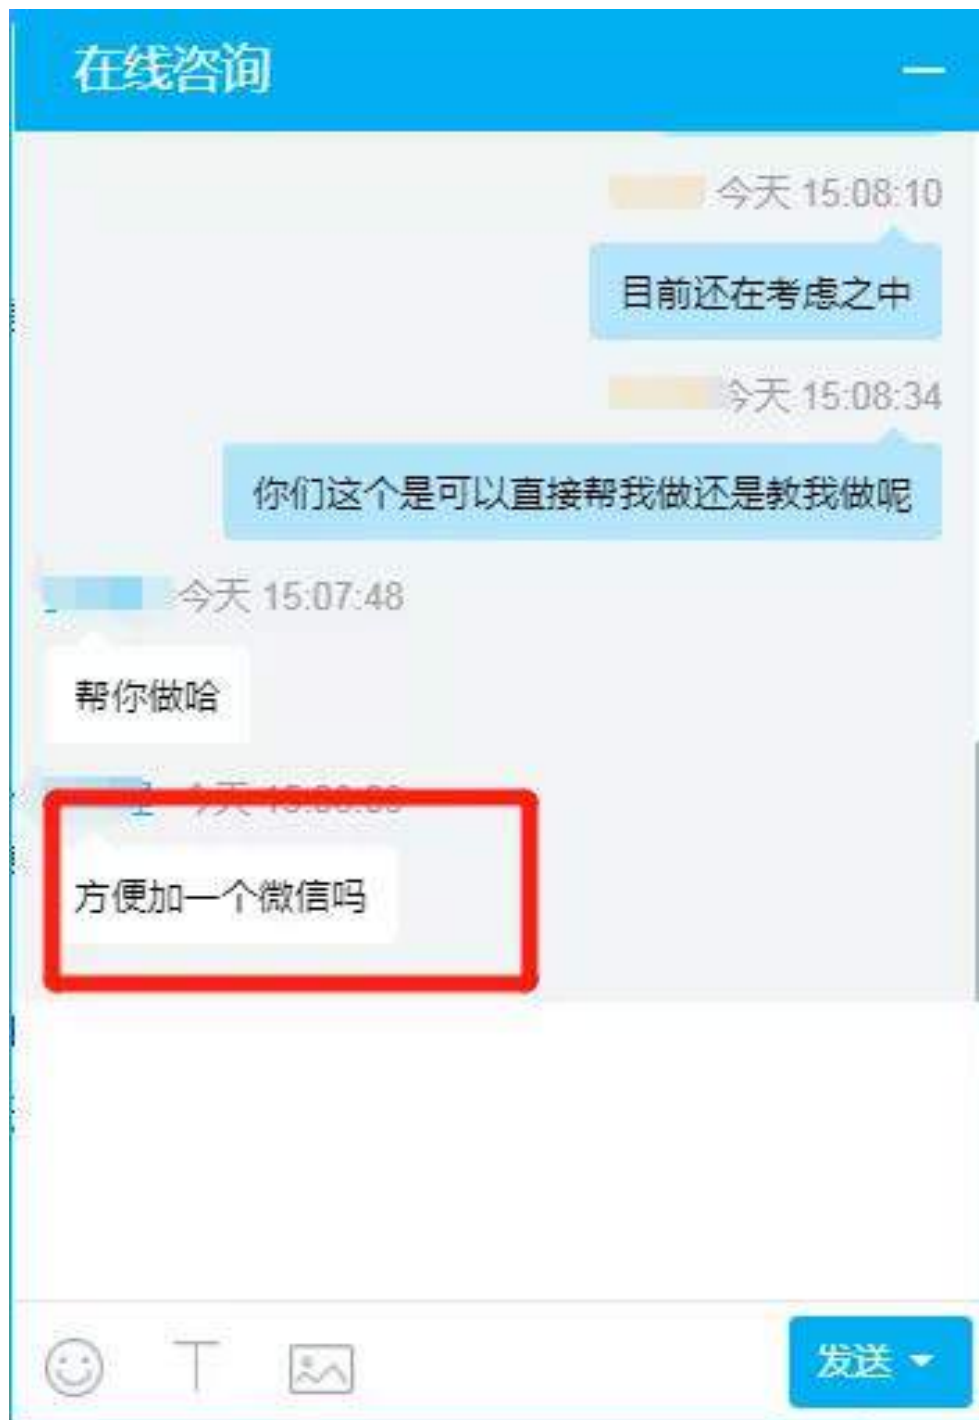 在线咨询
今天 15:08:10
目前还在考虑之中
今天 15:08:34
你们这个是可以直接帮我做还是教我做呢
今天 15:07:48
帮你做哈
今天
方便加一个微信吗
发送